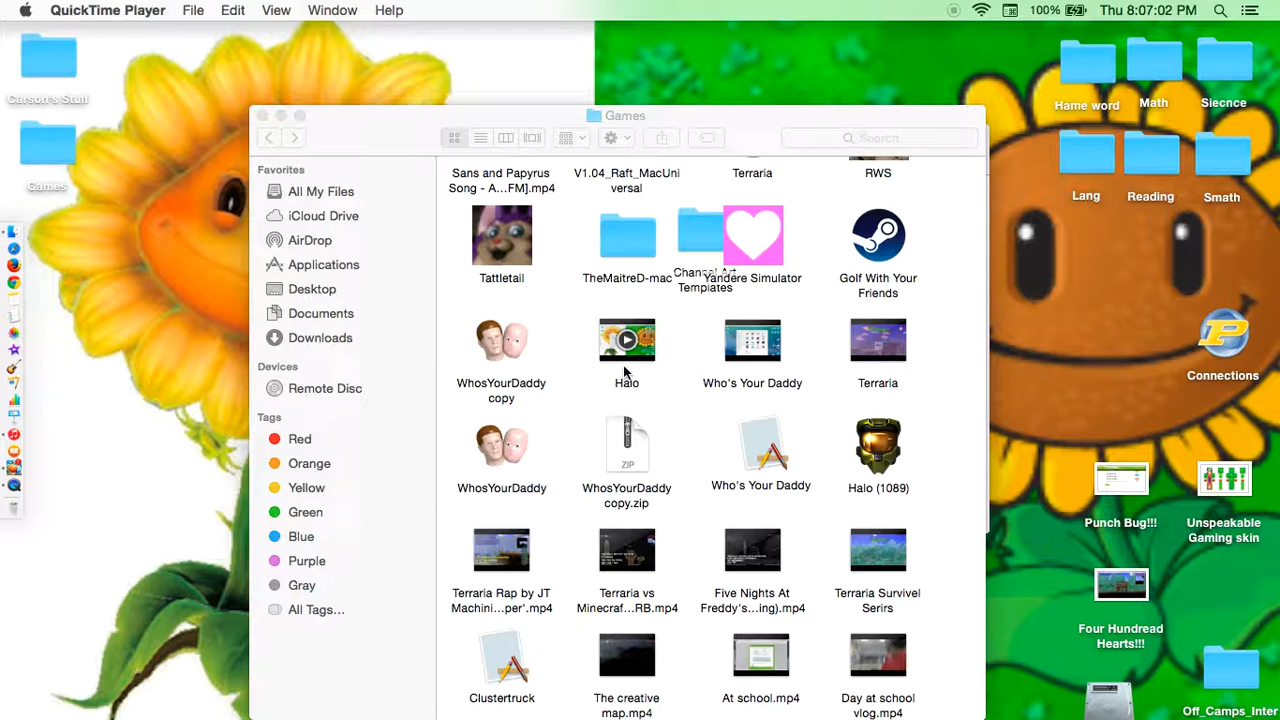 QuickTime Player File Edit View Window Help 100% Thu 8:07:02 PM
Carson's Stuff
Games
Hame word Math Siecnce
Lang Reading Smath
Connections
Punch Bug!!! Unspeakable
Gaming skin
Four Hundread
Hearts!!!
Off_Camps_Inter
Games
Search
Favorites
All My Files
iCloud Drive
AirDrop
Applications
Desktop
Documents
Downloads
Devices
Remote Disc
Tags
Red
Orange
Yellow
Green
Blue
Purple
Gray
All Tags...
Sans and Papyrus V1.04_Raft_MacUni Terraria RWS
Song - A...FM].mp4 versal
Tattletail TheMaitreD-mac Yandere Simulator Golf With Your
Friends
Channel Art
Templates
WhosYourDaddy Halo Who's Your Daddy Terraria
copy
ZIP
WhosYourDaddy WhosYourDaddy Who's Your Daddy Halo (1089)
copy.zip
Terraria Rap by JT Terraria vs Five Nights At Terraria Survivel
Machini...per'.mp4 Minecraf...RB.mp4 Freddy's...ing).mp4 Serirs
Clustertruck The creative At school.mp4 Day at school
map.mp4 vlog.mp4